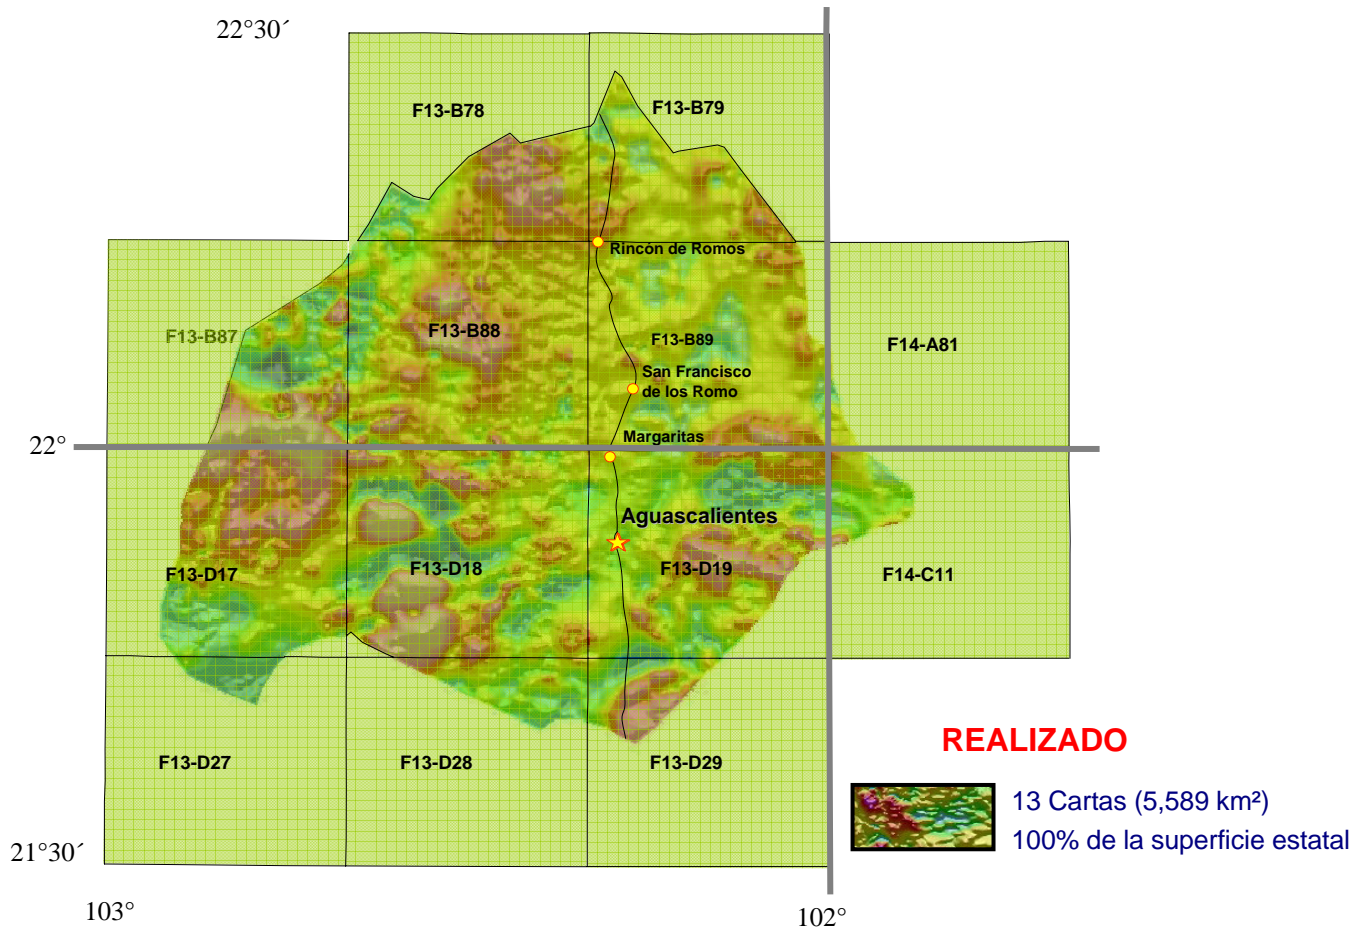 22°30´
F13-B78
F13-B79
Rincón de Romos
F13-B87
F13-B88
F13-B89
F14-A81
San Francisco
de los Romo
Margaritas
22°
Aguascalientes
F13-D17
F13-D18
F13-D19
F14-C11
F13-D27
F13-D28
F13-D29
REALIZADO
13 Cartas (5,589 km²)
100% de la superficie estatal
21°30´
103°
102°